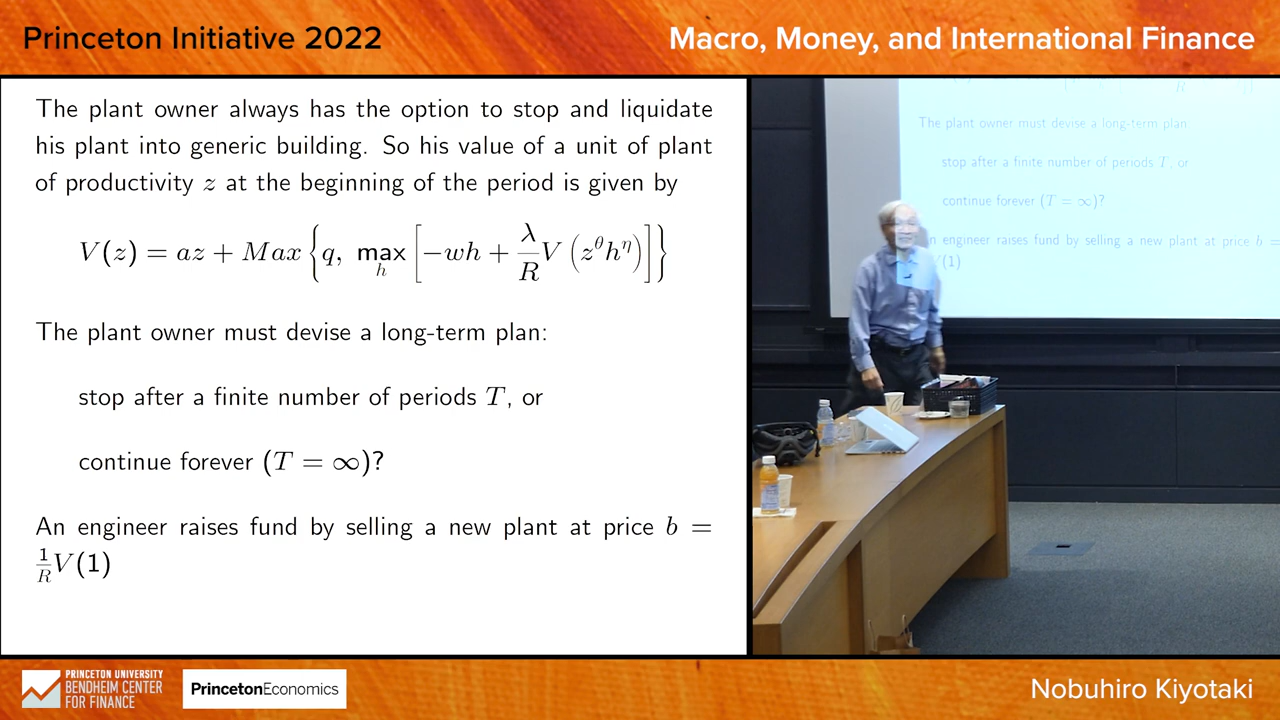 Princeton Initiative 2022
Macro, Money, and International Finance
The plant owner always has the option to stop and liquidate
his plant into generic building. So his value of a unit of plant
of productivity z at the beginning of the period is given by
V(z) = az + Max { q, max_h [ −wh + λ/R V (z^θ h^η) ] }
The plant owner must devise a long-term plan:
stop after a finite number of periods T, or
continue forever (T = ∞)?
An engineer raises fund by selling a new plant at price b =
1/R V(1)
The plant owner must devise a long-term plan:
stop after a finite number of periods T, or
continue forever (T = ∞)?
engineer raises fund by selling a new plant at price b =
(1)
PRINCETON UNIVERSITY
BENDHEIM CENTER
FOR FINANCE
PrincetonEconomics
Nobuhiro Kiyotaki